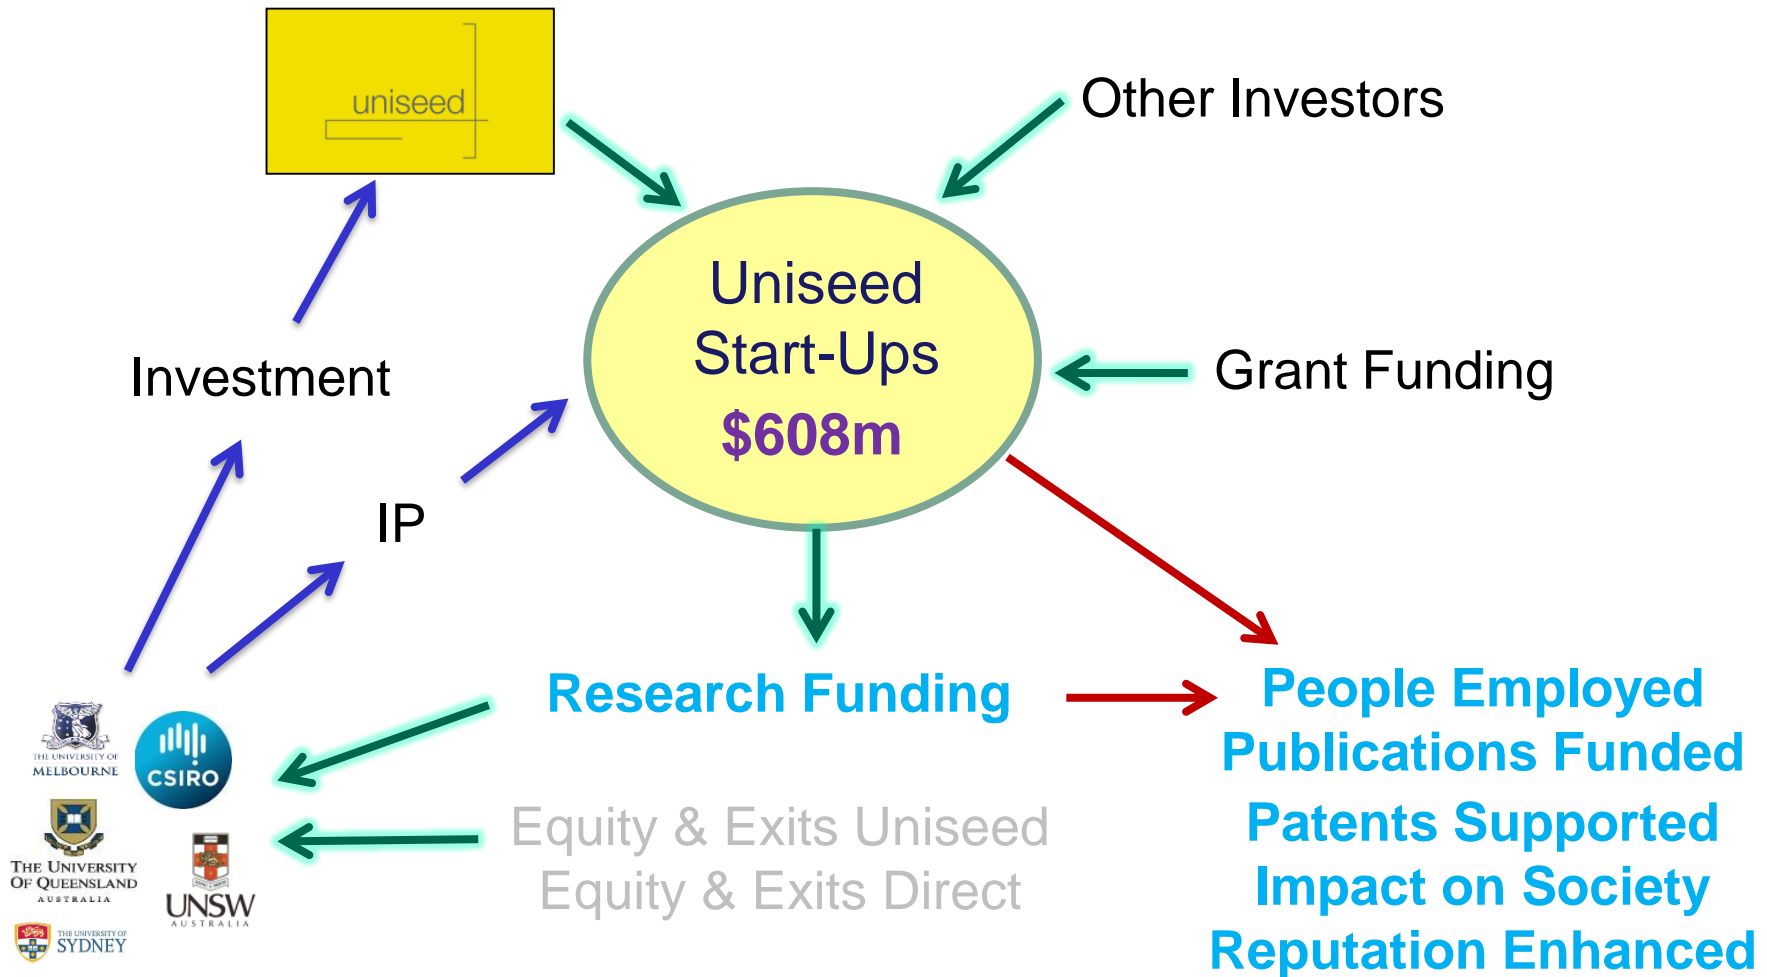 uniseed
Other Investors
Uniseed
Start-Ups
$608m
Investment
Grant Funding
IP
Research Funding
People Employed
Publications Funded
Patents Supported
Impact on Society
Reputation Enhanced
Equity & Exits Uniseed
Equity & Exits Direct
THE UNIVERSITY OF
MELBOURNE
CSIRO
THE UNIVERSITY
OF QUEENSLAND
AUSTRALIA
UNSW
AUSTRALIA
THE UNIVERSITY OF
SYDNEY